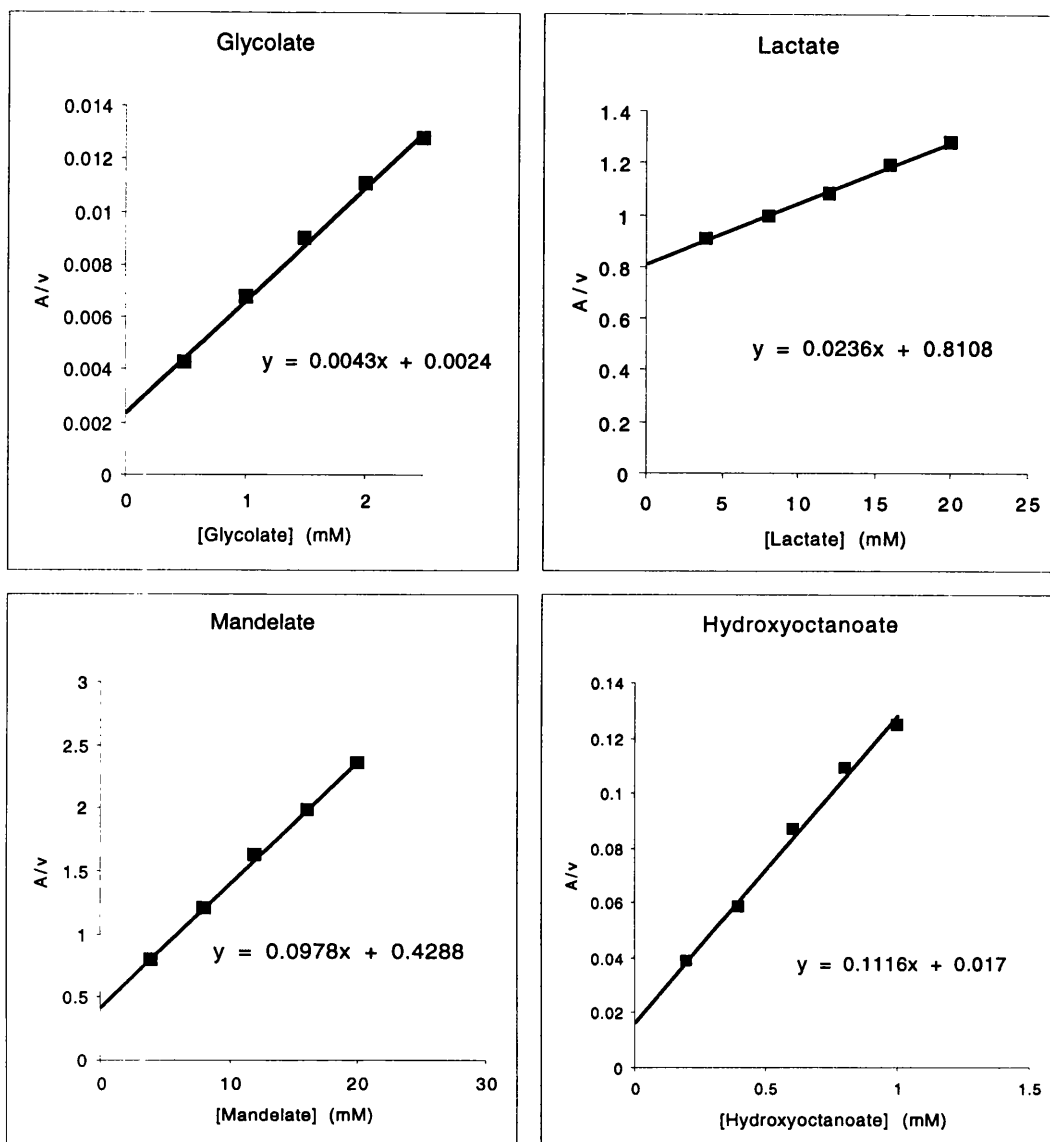 Glycolate
0.014
0.012
0.01
0.008
0.006
0.004
0.002
0
A/v
y = 0.0043x + 0.0024
0 1 2
[Glycolate] (mM)
Lactate
1.4
1.2
1
0.8
0.6
0.4
0.2
0
A/v
y = 0.0236x + 0.8108
0 5 10 15 20 25
[Lactate] (mM)
Mandelate
3
2.5
2
1.5
1
0.5
0
A/v
y = 0.0978x + 0.4288
0 10 20 30
[Mandelate] (mM)
Hydroxyoctanoate
0.14
0.12
0.1
0.08
0.06
0.04
0.02
0
A/v
y = 0.1116x + 0.017
0 0.5 1 1.5
[Hydroxyoctanoate] (mM)